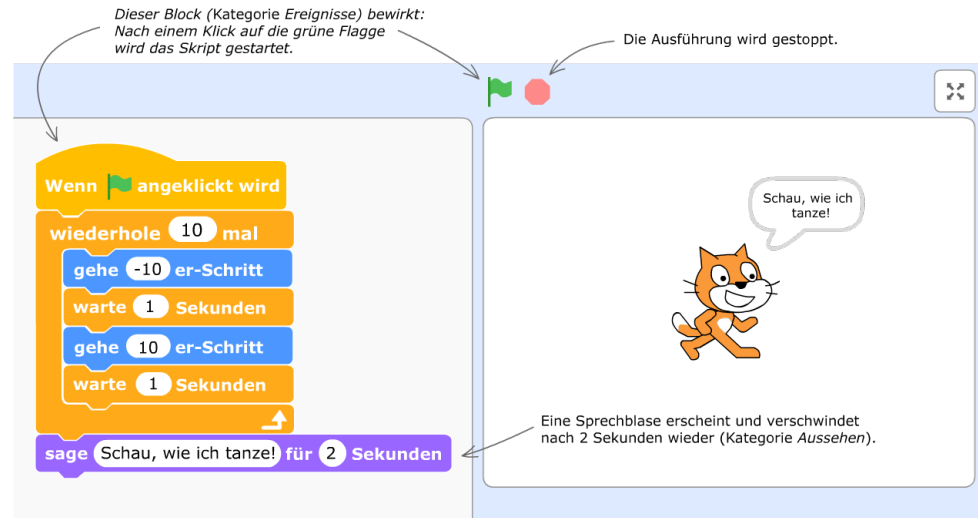 Dieser Block (Kategorie Ereignisse) bewirkt:
Nach einem Klick auf die grüne Flagge
wird das Skript gestartet.
Die Ausführung wird gestoppt.
Wenn angeklickt wird
wiederhole 10 mal
gehe -10 er-Schritt
warte 1 Sekunden
gehe 10 er-Schritt
warte 1 Sekunden
sage Schau, wie ich tanze! für 2 Sekunden
Schau, wie ich
tanze!
Eine Sprechblase erscheint und verschwindet
nach 2 Sekunden wieder (Kategorie Aussehen).